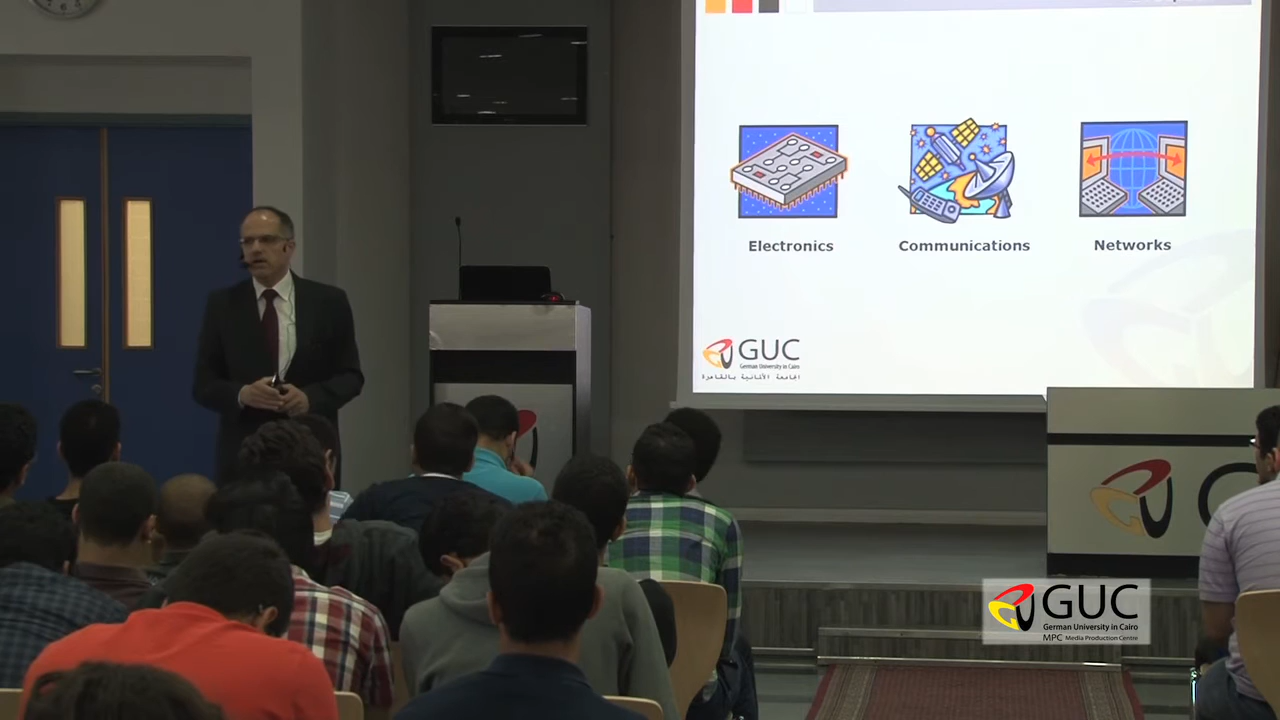 Electronics
Communications
Networks
GUC
German University in Cairo
الجامعة الألمانية بالقاهرة
GUC
German University in Cairo
MPC Media Production Centre